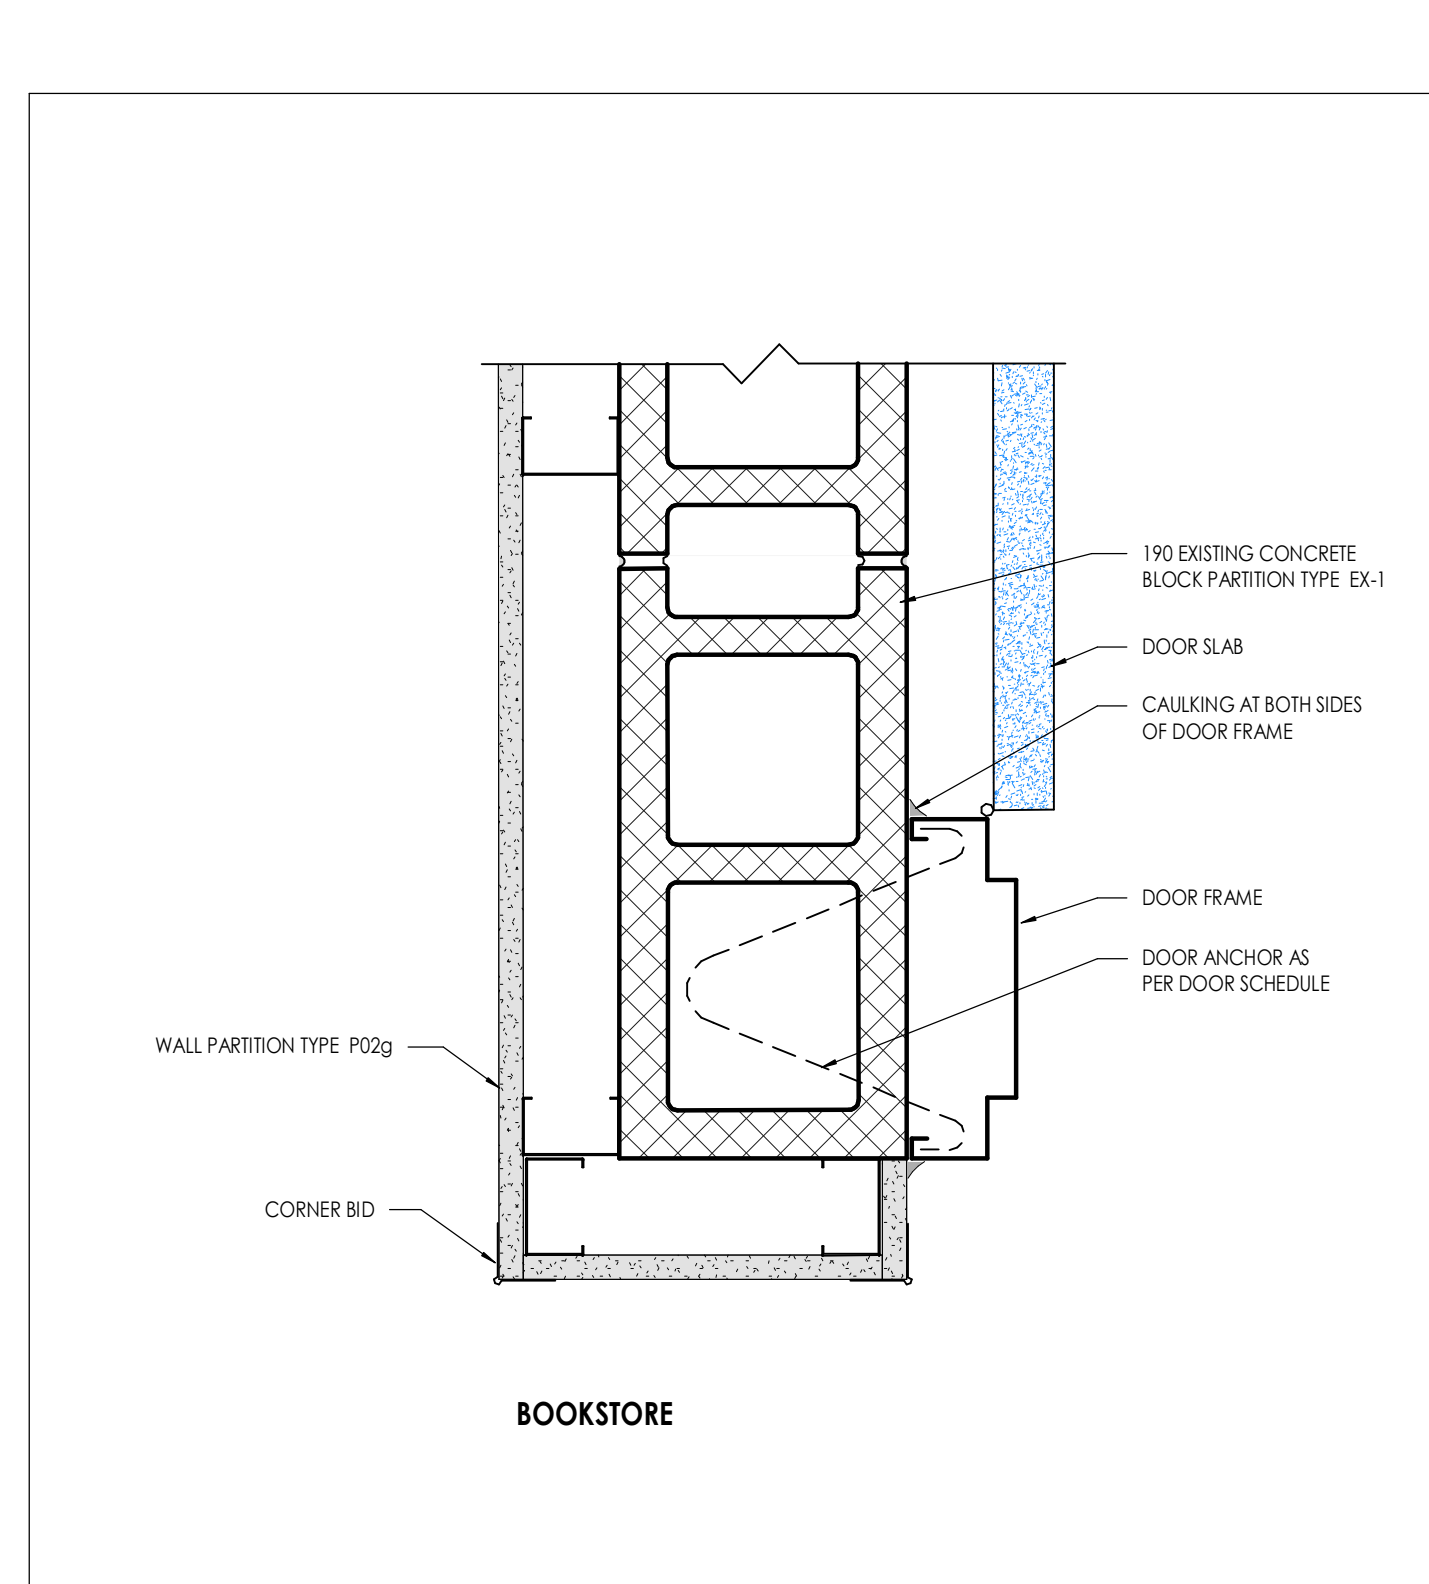 190 EXISTING CONCRETE
BLOCK PARTITION TYPE EX-1
DOOR SLAB
CAULKING AT BOTH SIDES
OF DOOR FRAME
DOOR FRAME
DOOR ANCHOR AS
PER DOOR SCHEDULE
WALL PARTITION TYPE P02g
CORNER BID
BOOKSTORE